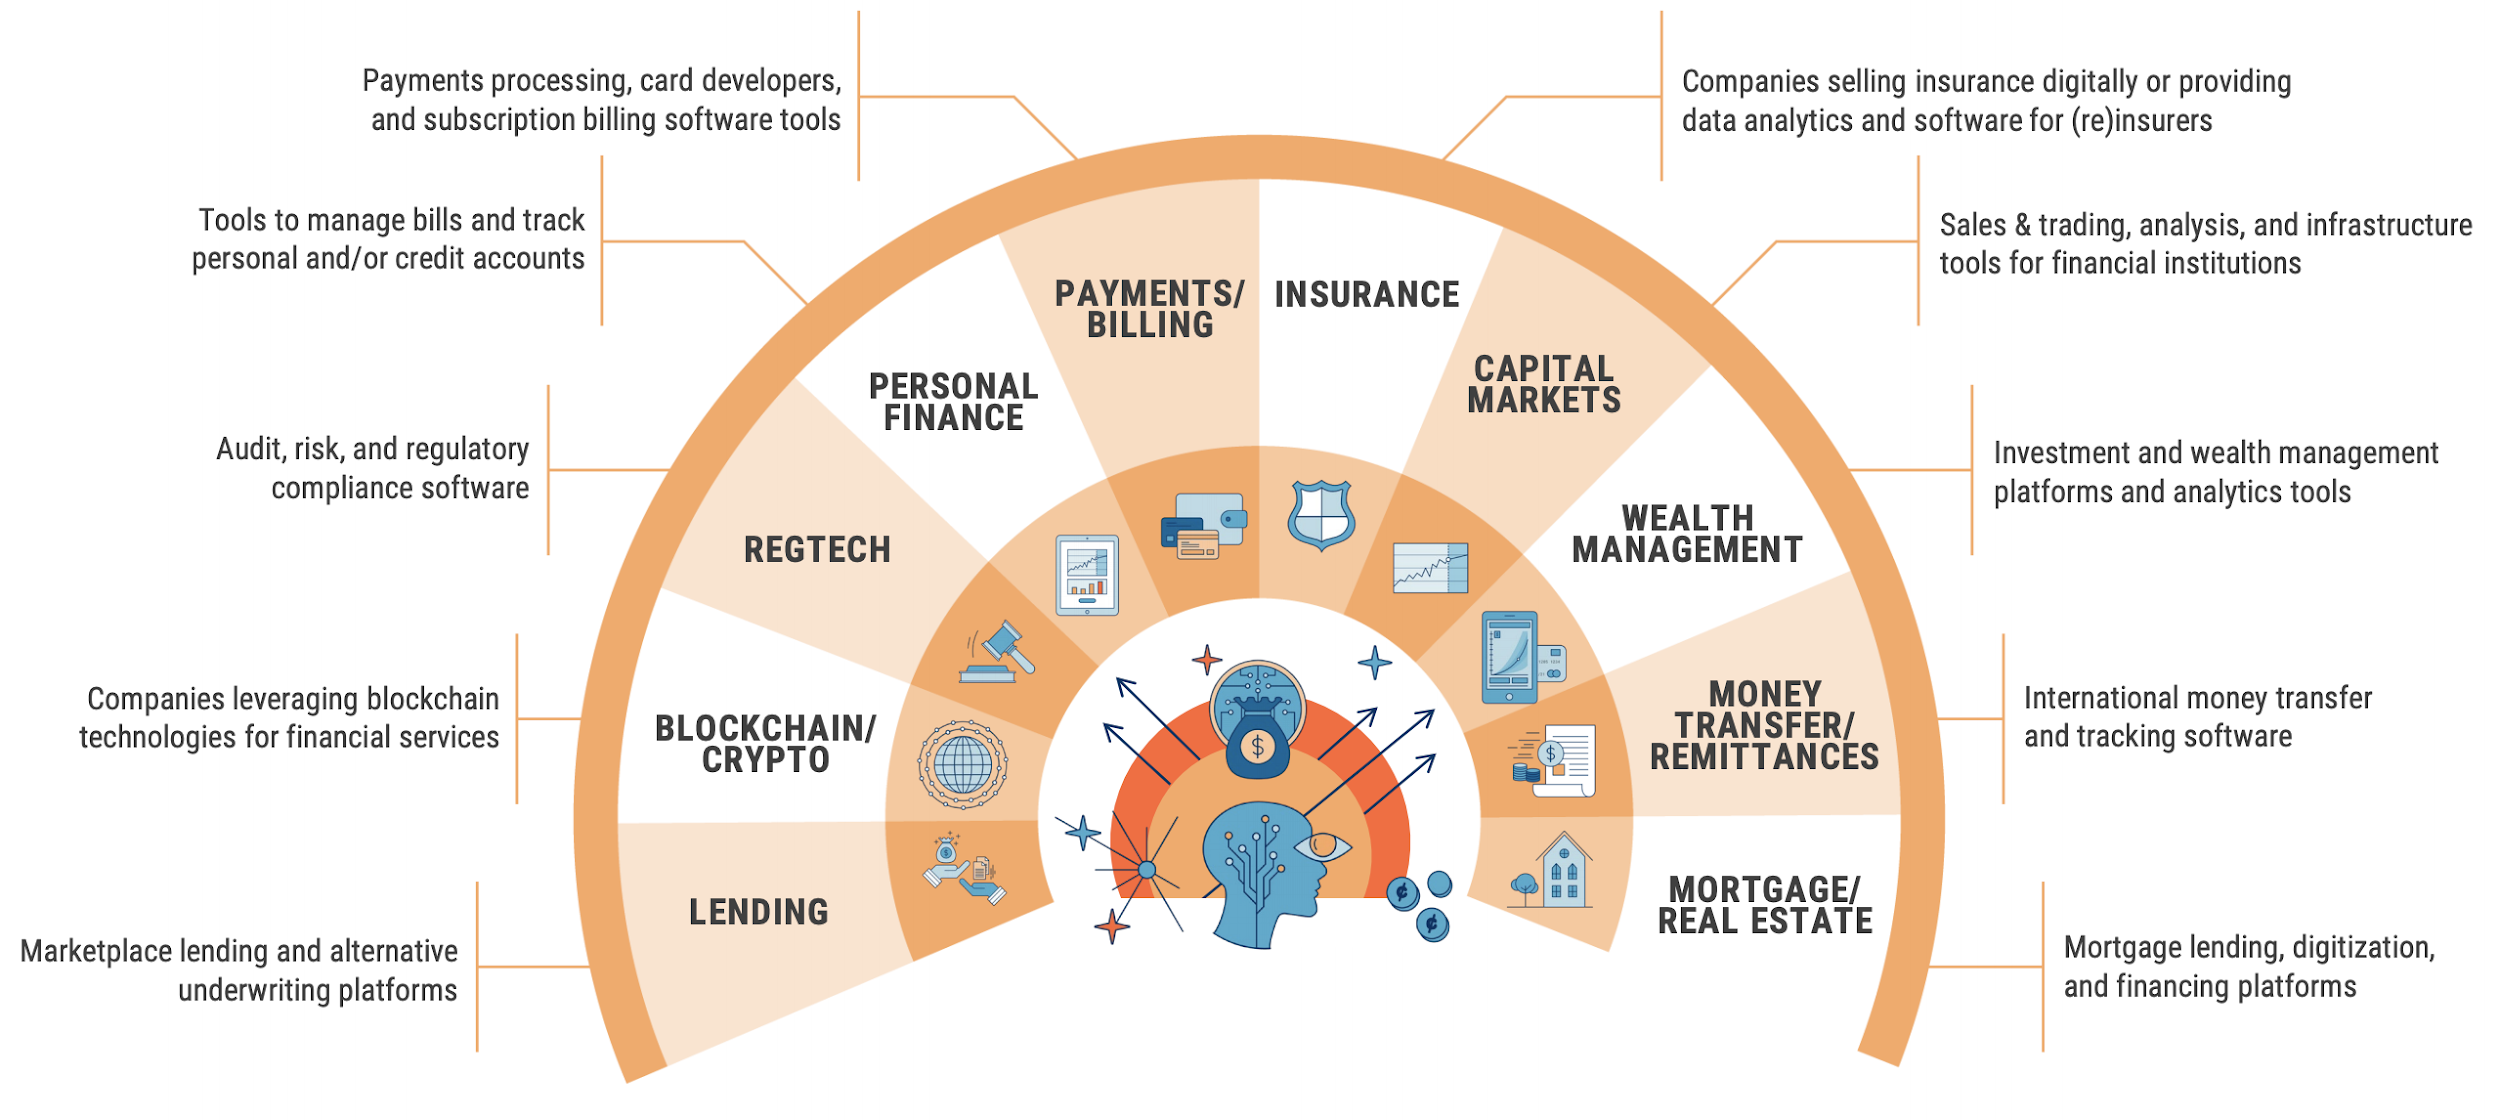 Payments processing, card developers,
and subscription billing software tools
Companies selling insurance digitally or providing
data analytics and software for (re)insurers
Tools to manage bills and track
personal and/or credit accounts
Sales & trading, analysis, and infrastructure
tools for financial institutions
Audit, risk, and regulatory
compliance software
Investment and wealth management
platforms and analytics tools
Companies leveraging blockchain
technologies for financial services
International money transfer
and tracking software
Marketplace lending and alternative
underwriting platforms
Mortgage lending, digitization,
and financing platforms
LENDING
BLOCKCHAIN/
CRYPTO
REGTECH
PERSONAL
FINANCE
PAYMENTS/
BILLING
INSURANCE
CAPITAL
MARKETS
WEALTH
MANAGEMENT
MONEY
TRANSFER/
REMITTANCES
MORTGAGE/
REAL ESTATE